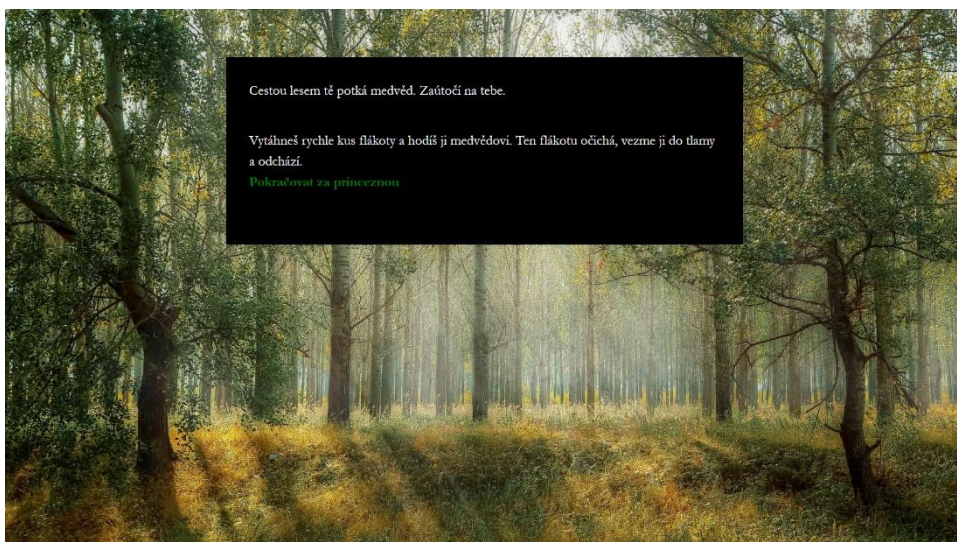 Cestou lesem tě potká medvěd. Zaútočí na tebe.
Vytáhneš rychle kus flákoty a hodíš ji medvědovi. Ten flákotu očichá, vezme ji do tlamy
a odchází.
Pokračovat za princeznou